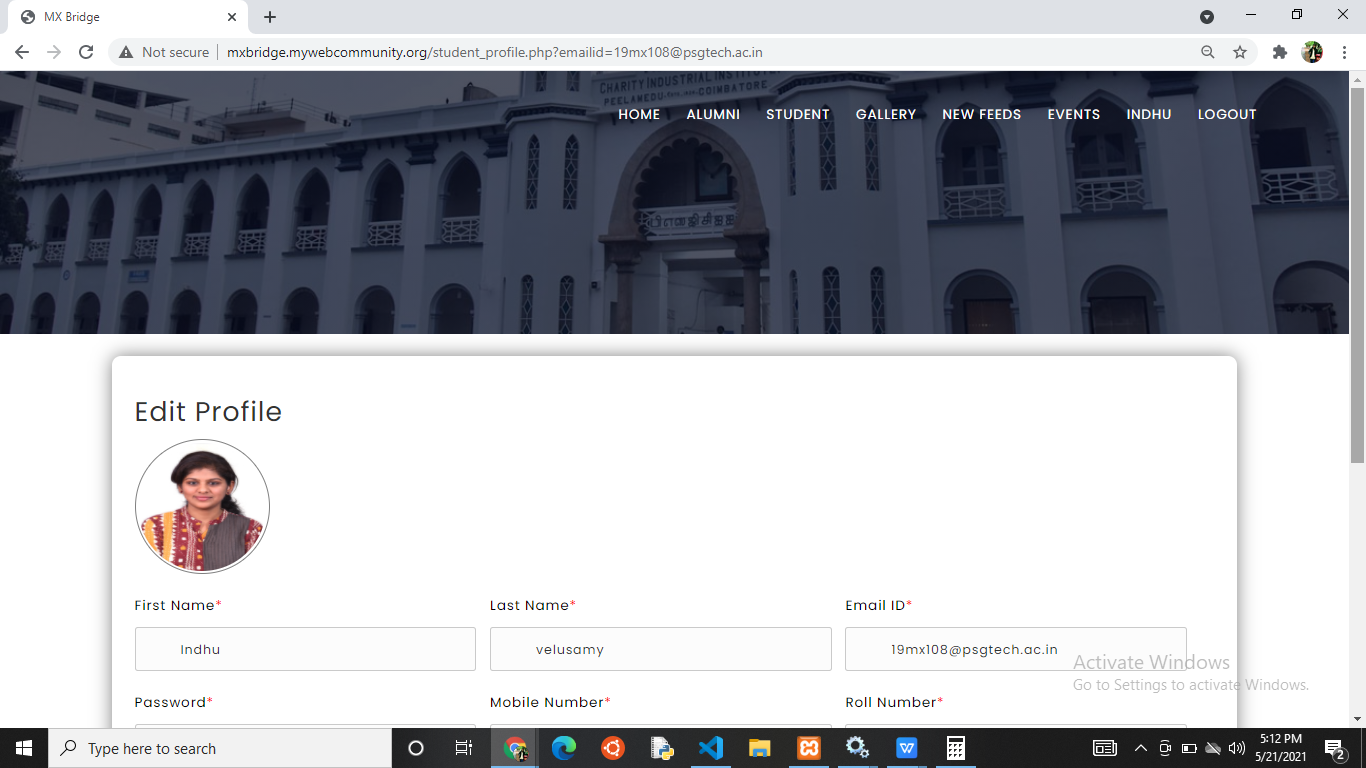 MX Bridge
Not secure
mxbridge.mywebcommunity.org/student_profile.php?emailid=19mx108@psgtech.ac.in
CHARITY INDUSTRIAL INSTITUTE
PEELAMEDU COIMBATORE
HOME ALUMNI STUDENT GALLERY NEW FEEDS EVENTS INDHU LOGOUT
Edit Profile
First Name* Last Name* Email ID*
Indhu velusamy 19mx108@psgtech.ac.in
Activate Windows
Go to Settings to activate Windows.
Password* Mobile Number* Roll Number*
Type here to search
5:12 PM
5/21/2021
2